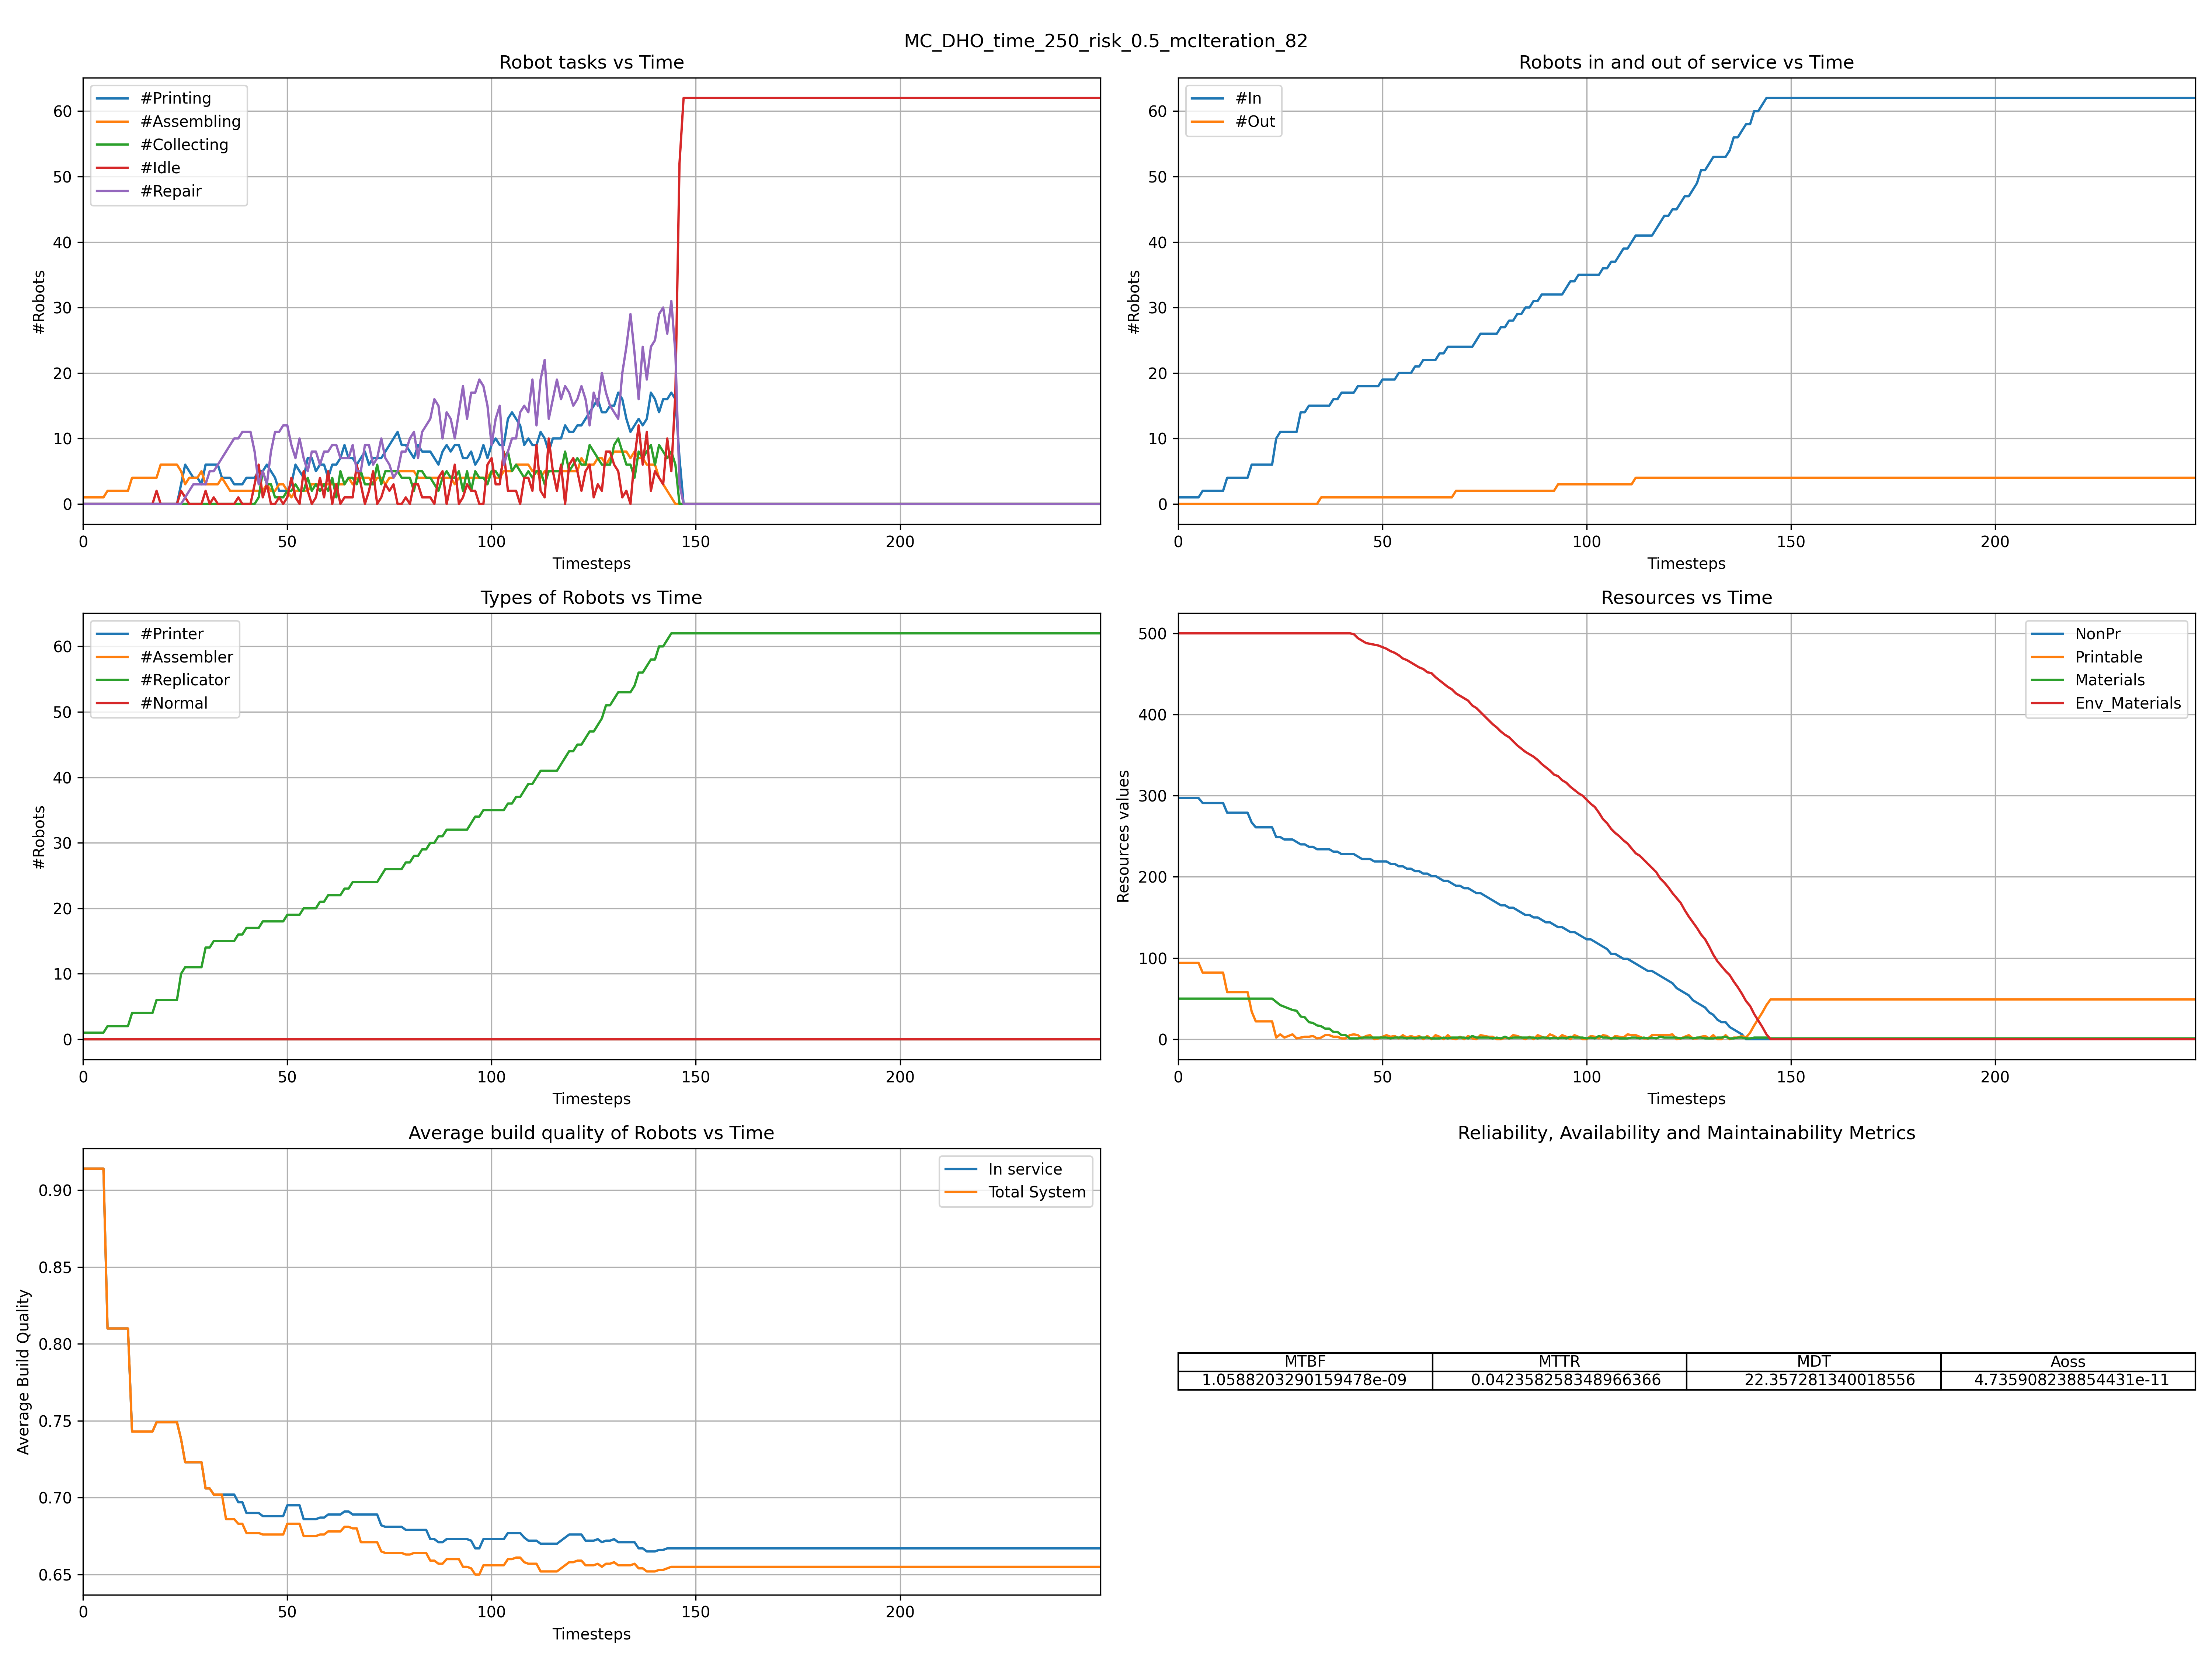 MC_DHO_time_250_risk_0.5_mcIteration_82
Robot tasks vs Time
#Printing
#Assembling
#Collecting
#Idle
#Repair
60
50
40
30
20
10
0
#Robots
0 50 100 150 200
Timesteps
Robots in and out of service vs Time
#In
#Out
60
50
40
30
20
10
0
#Robots
0 50 100 150 200
Timesteps
Types of Robots vs Time
#Printer
#Assembler
#Replicator
#Normal
60
50
40
30
20
10
0
#Robots
0 50 100 150 200
Timesteps
Resources vs Time
NonPr
Printable
Materials
Env_Materials
500
400
300
200
100
0
Resources values
0 50 100 150 200
Timesteps
Average build quality of Robots vs Time
In service
Total System
0.90
0.85
0.80
0.75
0.70
0.65
Average Build Quality
0 50 100 150 200
Timesteps
Reliability, Availability and Maintainability Metrics
MTBF MTTR MDT Aoss
1.0588203290159478e-09 0.042358258348966366 22.357281340018556 4.735908238854431e-11